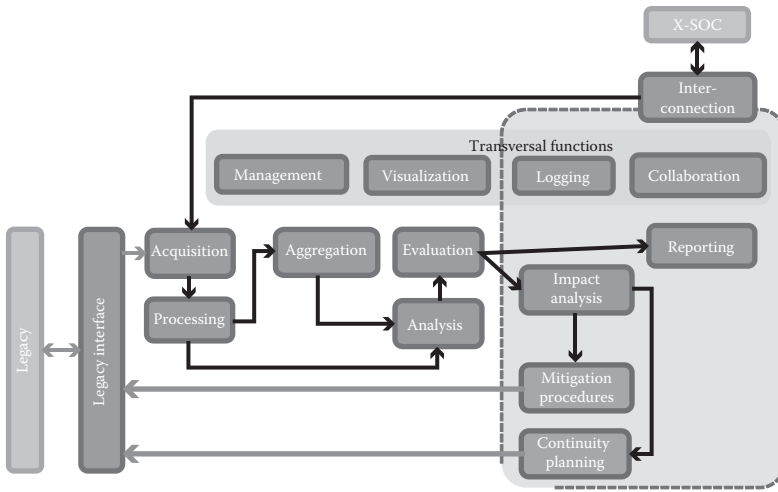 X-SOC
Inter-
connection
Transversal functions
Management
Visualization
Logging
Collaboration
Legacy
Legacy interface
Acquisition
Aggregation
Evaluation
Reporting
Impact
analysis
Processing
Analysis
Mitigation
procedures
Continuity
planning